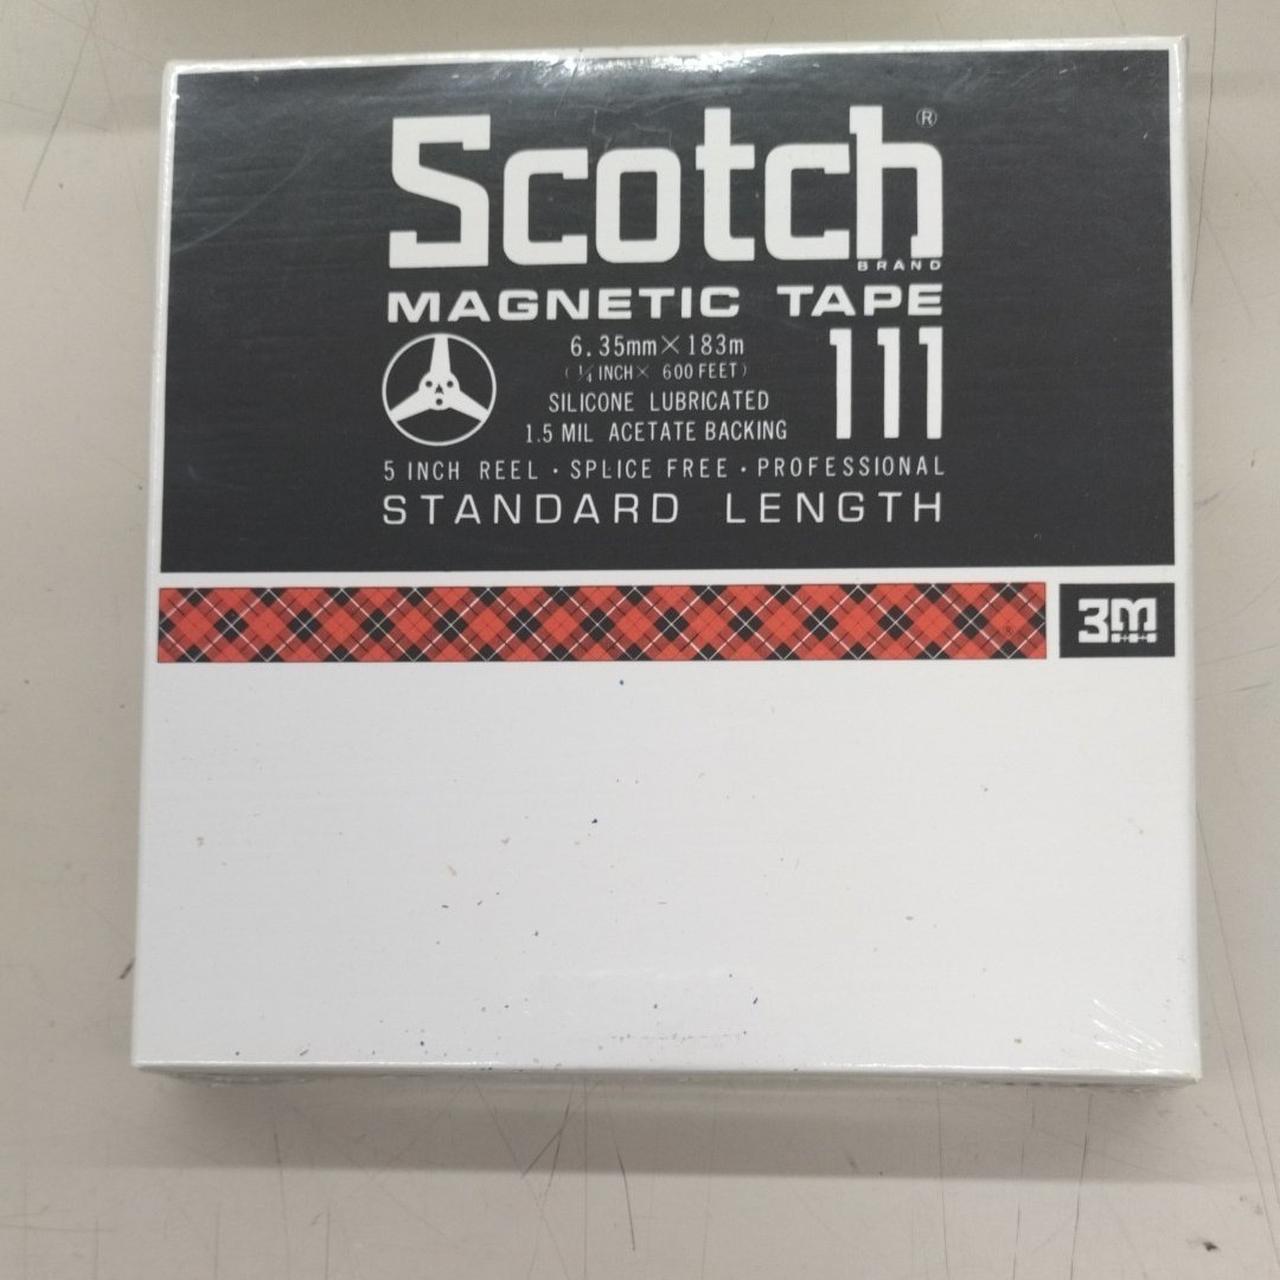 Scotch®
BRAND
MAGNETIC TAPE
6.35mm×183m
(¼ INCH× 600 FEET)
111
SILICONE LUBRICATED
1.5 MIL ACETATE BACKING
5 INCH REEL · SPLICE FREE · PROFESSIONAL
STANDARD LENGTH
3M